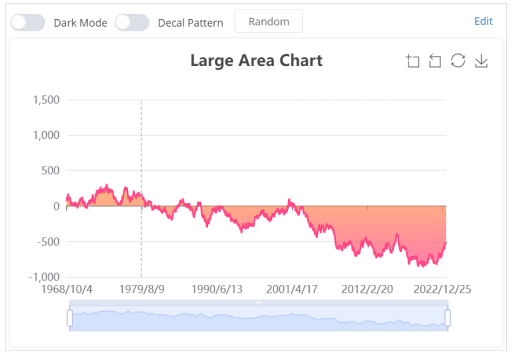 Dark Mode Decal Pattern Random Edit
Large Area Chart
1,500
1,000
500
0
-500
-1,000
1968/10/4 1979/8/9 1990/6/13 2001/4/17 2012/2/20 2022/12/25